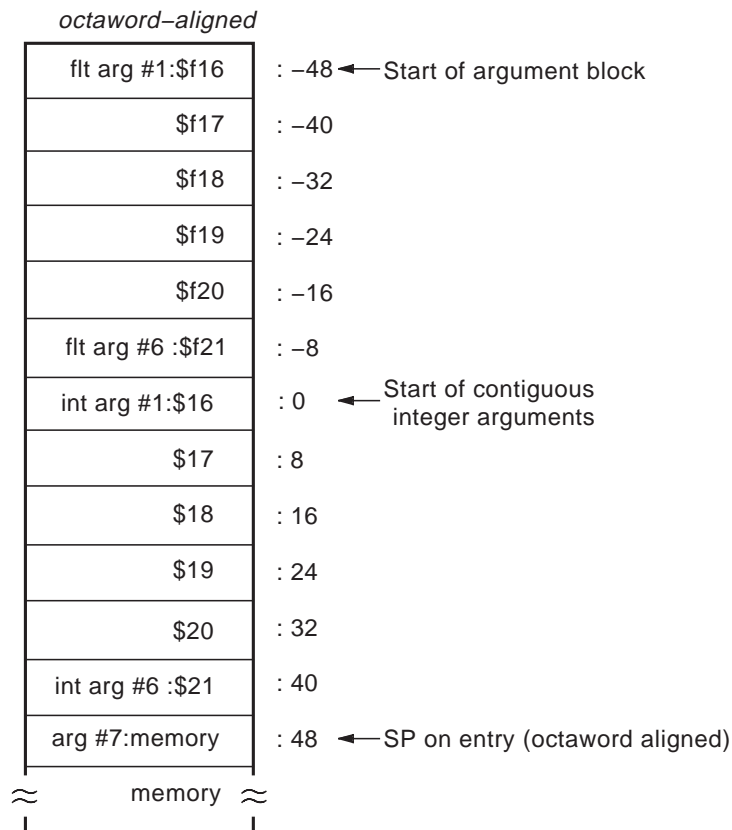 octaword–aligned
flt arg #1:$f16 : –48 Start of argument block
$f17 : –40
$f18 : –32
$f19 : –24
$f20 : –16
flt arg #6 :$f21 : –8
int arg #1:$16 : 0 Start of contiguous
integer arguments
$17 : 8
$18 : 16
$19 : 24
$20 : 32
int arg #6 :$21 : 40
arg #7:memory : 48 SP on entry (octaword aligned)
memory